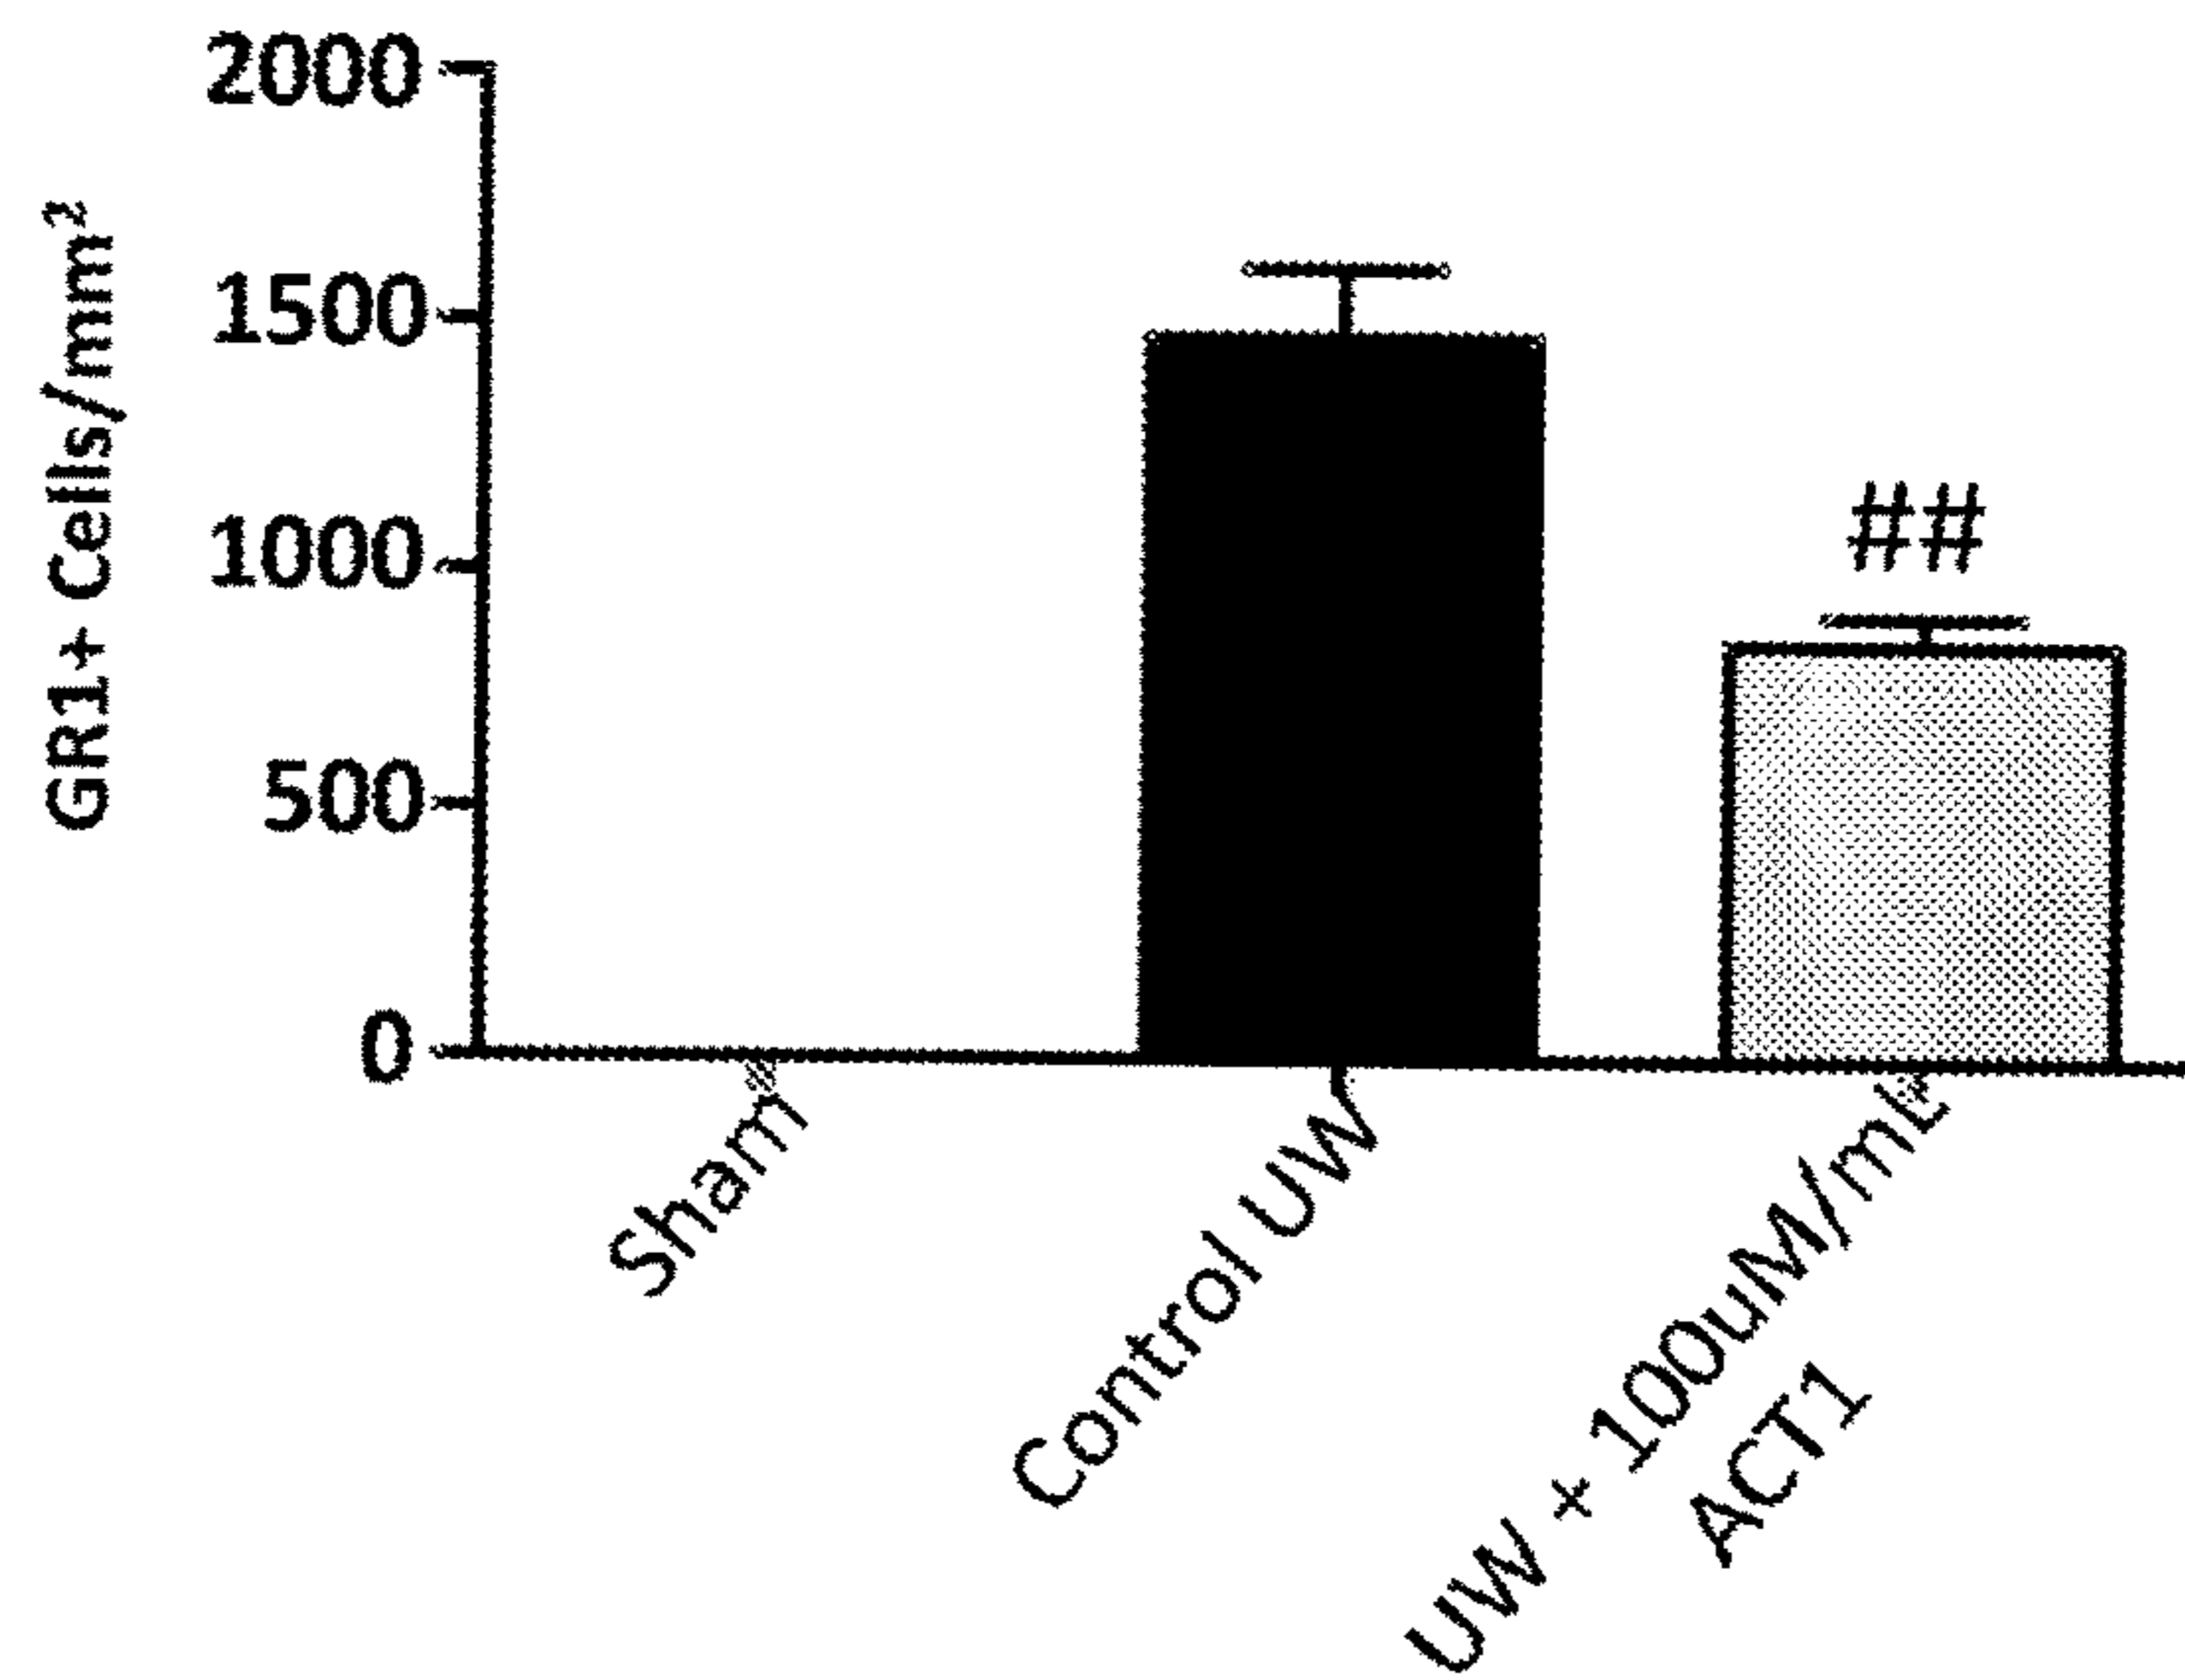 GR1+ Cells/mm²
2000
1500
1000
500
0
##
Sham
Control UW
UW + 100uM/mL
ACT1